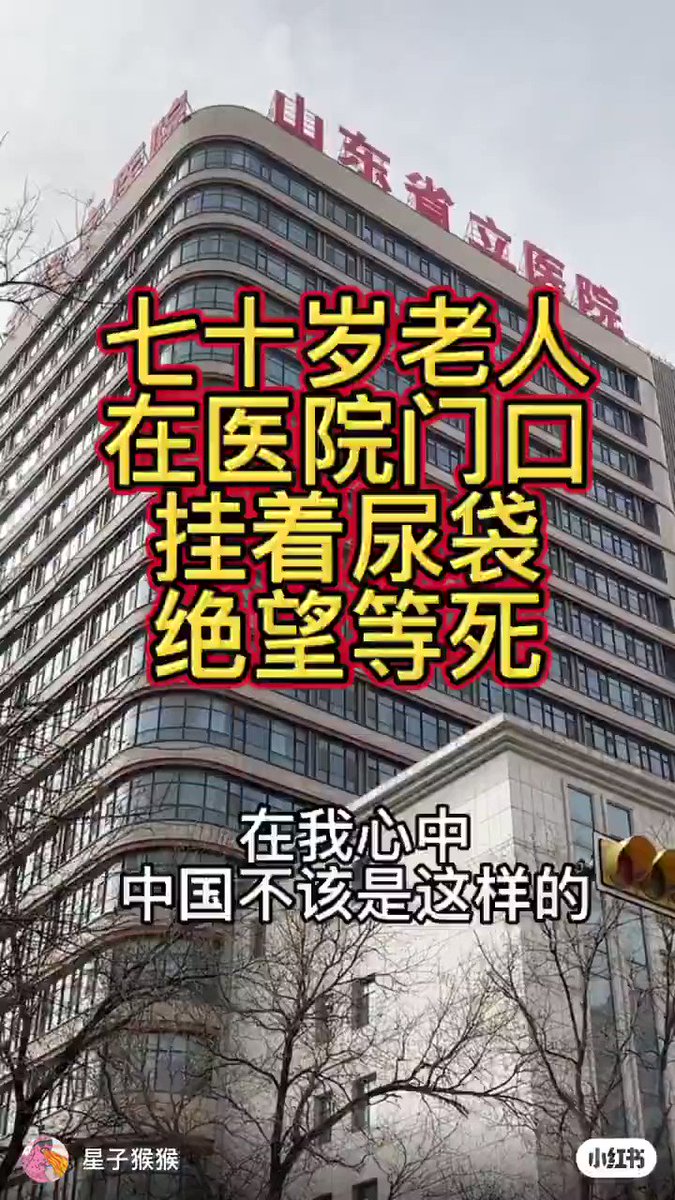 山东省立医院
七十岁老人
在医院门口
挂着尿袋
绝望等死
在我心中
中国不该是这样的
星子猴猴
小红书